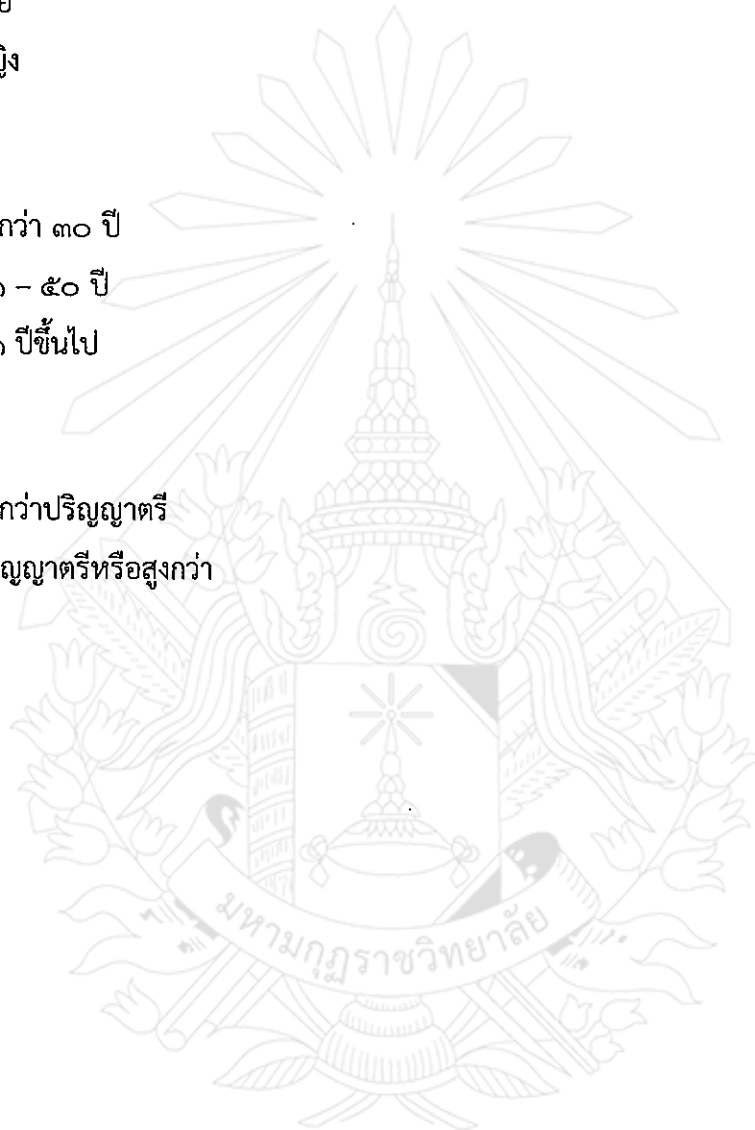 ญิง
กว่า ๓๐ ปี
๑ – ๕๐ ปี
๑ ปีขึ้นไป
กว่าปริญญาตรี
ญญาตรีหรือสูงกว่า
มหามกุฏราชวิทยาลัย